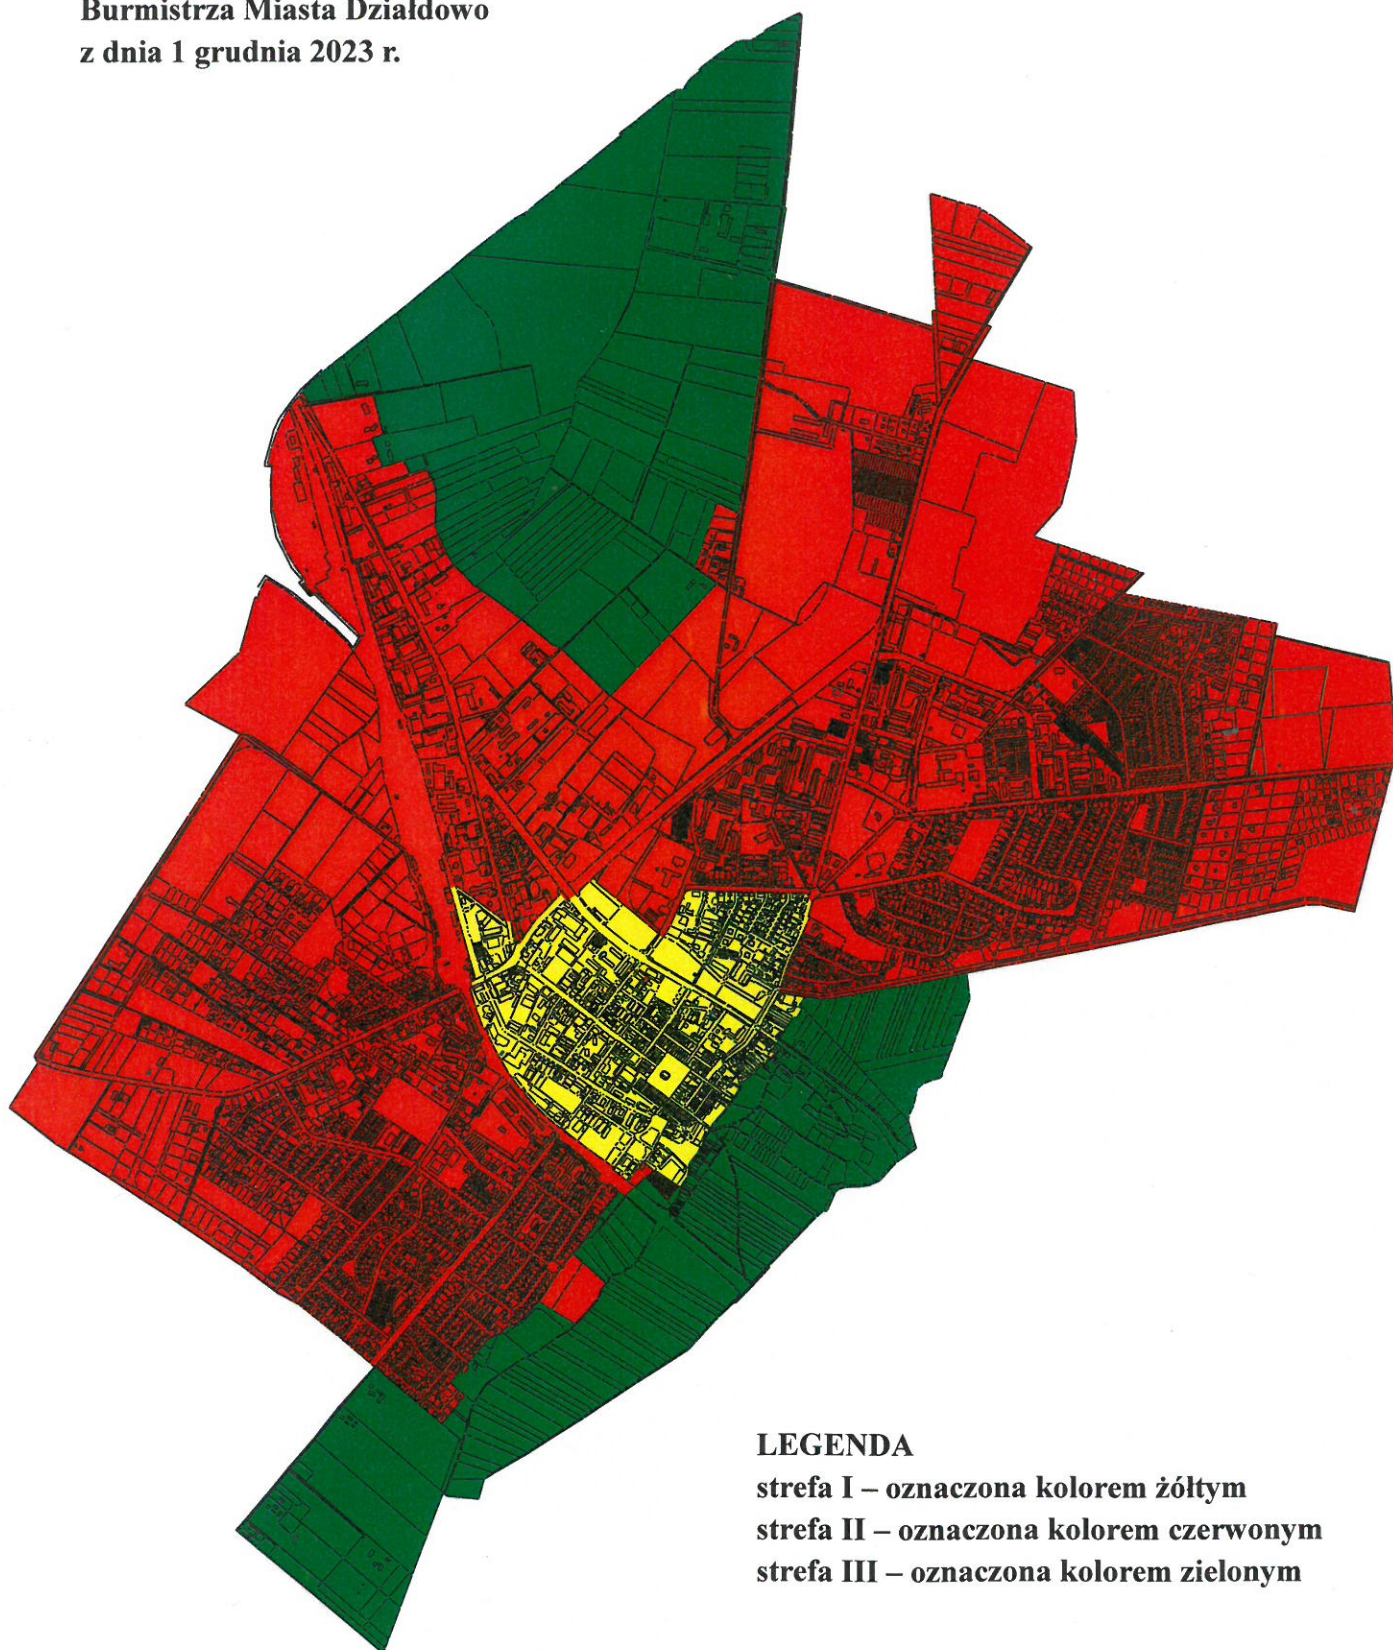 Burmistrza Miasta Działdowo
z dnia 1 grudnia 2023 r.
LEGENDA
strefa I – oznaczona kolorem żółtym
strefa II – oznaczona kolorem czerwonym
strefa III – oznaczona kolorem zielonym